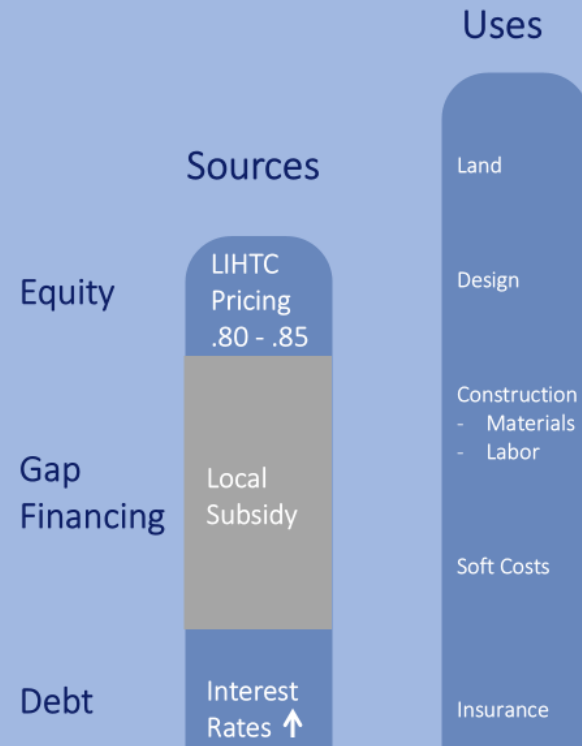 Uses
Sources
Land
Equity
LIHTC
Pricing
.80 - .85
Design
Construction
- Materials
- Labor
Gap
Financing
Local
Subsidy
Soft Costs
Debt
Interest
Rates ↑
Insurance